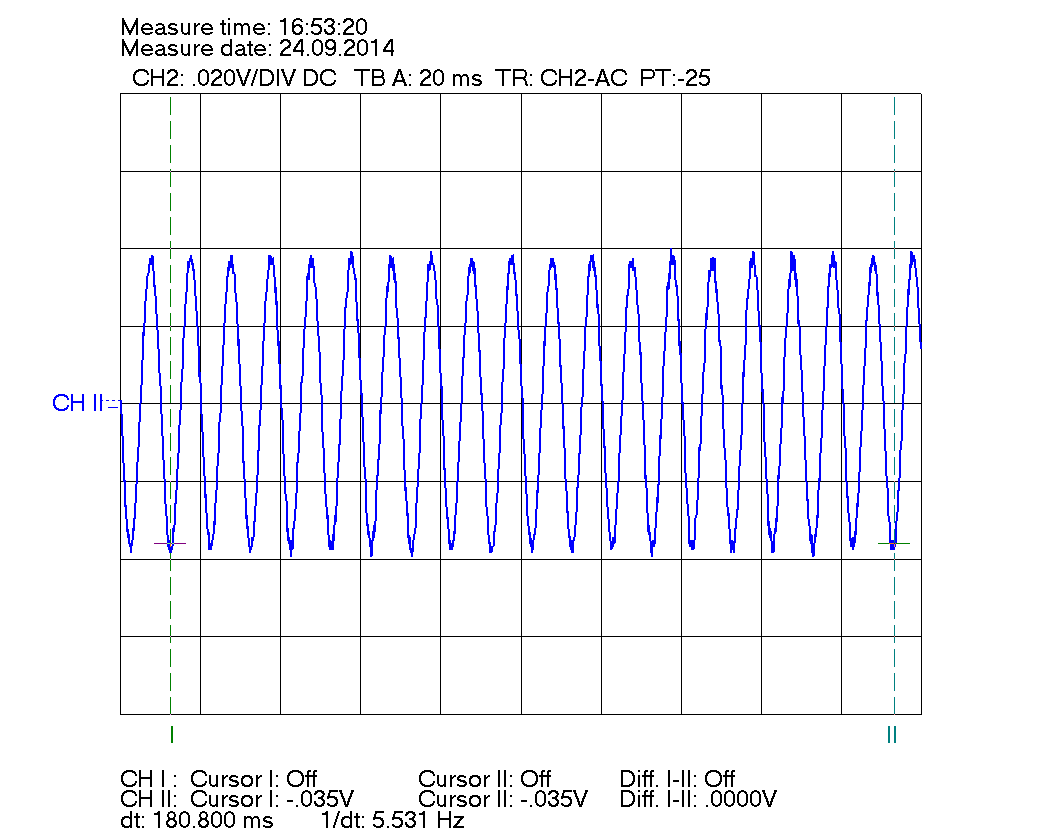 Measure time: 16:53:20
Measure date: 24.09.2014
CH2: .020V/DIV DC TB A: 20 ms TR: CH2-AC PT:-25
CH II
I II
CH I : Cursor I: Off Cursor II: Off Diff. I-II: Off
CH II: Cursor I: -.035V Cursor II: -.035V Diff. I-II: .0000V
dt: 180.800 ms 1/dt: 5.531 Hz